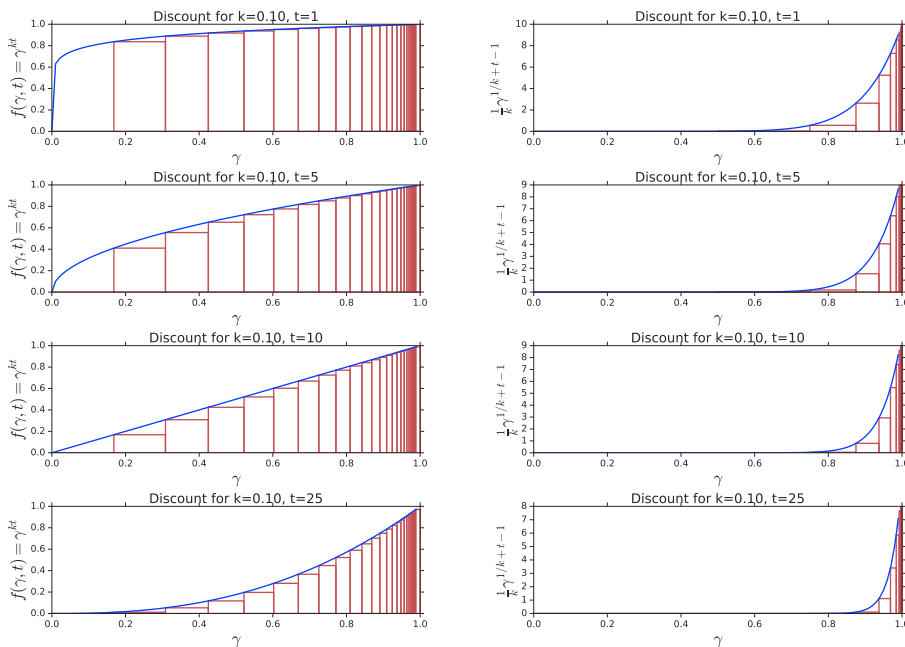 Discount for k=0.10, t=1
f(γ, t) = γ^{kt}
1.0
0.8
0.6
0.4
0.2
0.0
0.0 0.2 0.4 0.6 0.8 1.0
γ
Discount for k=0.10, t=1
\frac{1}{k}γ^{1/k+t−1}
10
8
6
4
2
0
0.0 0.2 0.4 0.6 0.8 1.0
γ
Discount for k=0.10, t=5
f(γ, t) = γ^{kt}
1.0
0.8
0.6
0.4
0.2
0.0
0.0 0.2 0.4 0.6 0.8 1.0
γ
Discount for k=0.10, t=5
\frac{1}{k}γ^{1/k+t−1}
9
8
7
6
5
4
3
2
1
0
0.0 0.2 0.4 0.6 0.8 1.0
γ
Discount for k=0.10, t=10
f(γ, t) = γ^{kt}
1.0
0.8
0.6
0.4
0.2
0.0
0.0 0.2 0.4 0.6 0.8 1.0
γ
Discount for k=0.10, t=10
\frac{1}{k}γ^{1/k+t−1}
9
8
7
6
5
4
3
2
1
0
0.0 0.2 0.4 0.6 0.8 1.0
γ
Discount for k=0.10, t=25
f(γ, t) = γ^{kt}
1.0
0.8
0.6
0.4
0.2
0.0
0.0 0.2 0.4 0.6 0.8 1.0
γ
Discount for k=0.10, t=25
\frac{1}{k}γ^{1/k+t−1}
8
7
6
5
4
3
2
1
0
0.0 0.2 0.4 0.6 0.8 1.0
γ